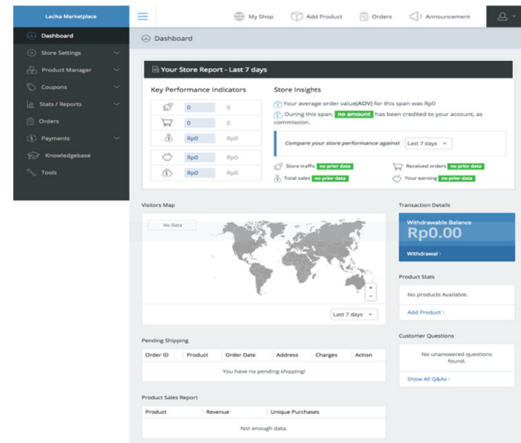 Lacika Marketplace
My Shop
Add Product
Orders
Announcement
Dashboard
Store Settings
Product Manager
Coupons
Stats / Reports
Orders
Payments
Knowledgebase
Tools
Dashboard
Your Store Report - Last 7 days
Key Performance Indicators
0 0
0 0
Rp0 Rp0
Rp0 Rp0
Rp0 Rp0
Store Insights
Your average order value(AOV) for this span was Rp0
During this span, no amount has been credited to your account, as
commission.
Compare your store performance against Last 7 days
Store traffic no prior data
Received orders no prior data
Total sales no prior data
Your earning no prior data
Visitors Map
No Data
+
-
Last 7 days
Transaction Details
Withdrawable Balance
Rp0.00
Withdrawal
Product Stats
No products Available.
Add Product
Pending Shipping
Order ID Product Order Date Address Charges Action
You have no pending shipping!
Customer Questions
No unanswered questions
found.
Show All Q&As
Product Sales Report
Product Revenue Unique Purchases
Not enough data.